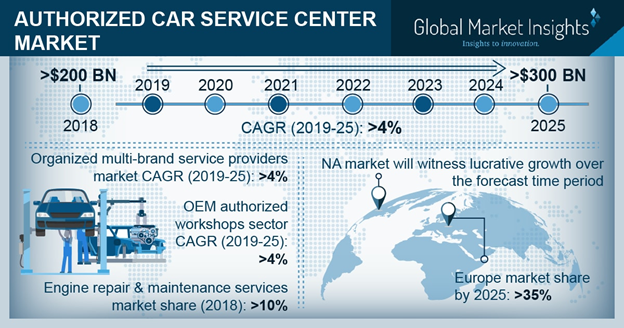 AUTHORIZED CAR SERVICE CENTER
MARKET
Global Market Insights
Insights to innovation.
>$200 BN
2019
2020
2021
2022
2023
2024
>$300 BN
2018
CAGR (2019-25): >4%
2025
Organized multi-brand service providers
market CAGR (2019-25): >4%
OEM authorized
workshops sector
CAGR (2019-25):
>4%
Engine repair & maintenance services
market share (2018): >10%
NA market will witness lucrative growth over
the forecast time period
Europe market share
by 2025: >35%